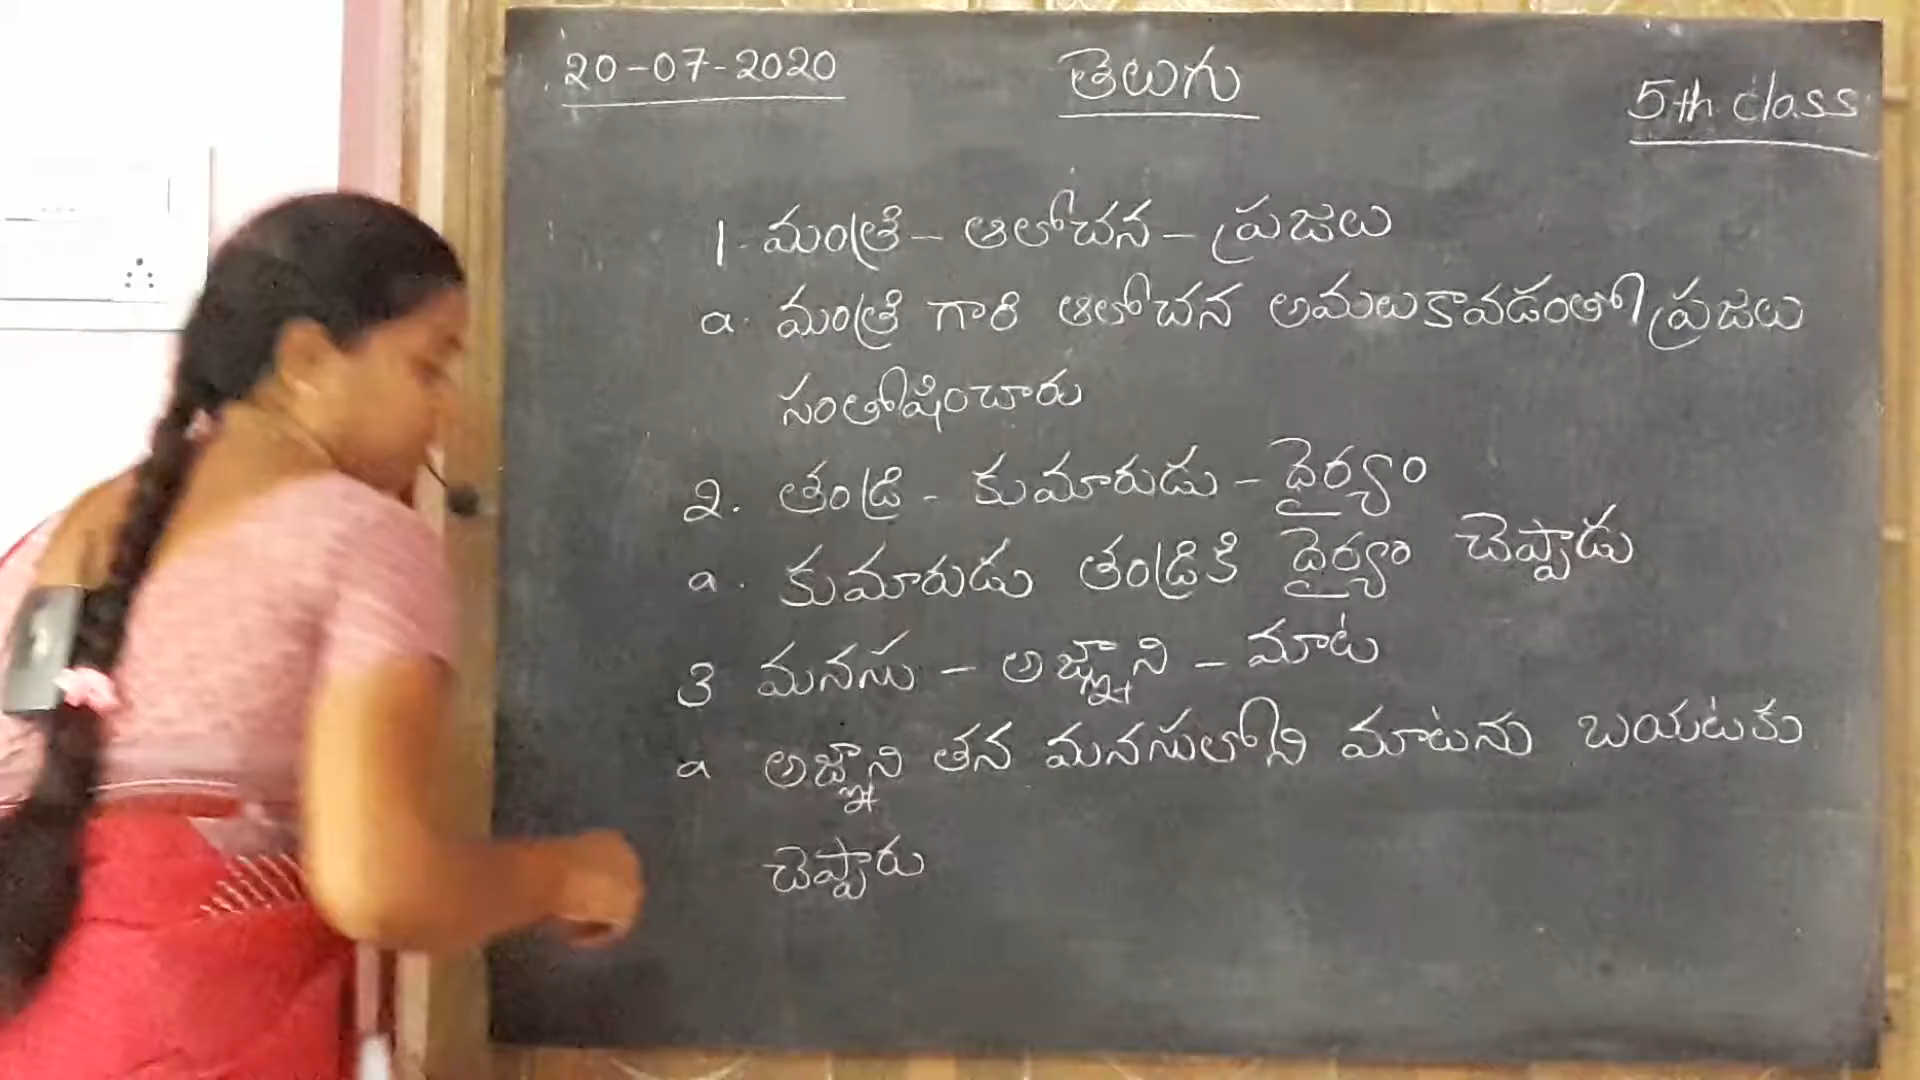 20-07-2020 తెలుగు 5th class
1. మంత్రి - ఆలోచన - ప్రజలు
a. మంత్రి గారి ఆలోచన అమలుకావడంతో ప్రజలు
సంతోషించారు
2. తండ్రి - కుమారుడు - ధైర్యం
a. కుమారుడు తండ్రికి ధైర్యం చెప్పాడు
3 మనసు - అజ్ఞాని - మాట
a అజ్ఞాని తన మనసులోని మాటను బయటకు
చెప్పారు